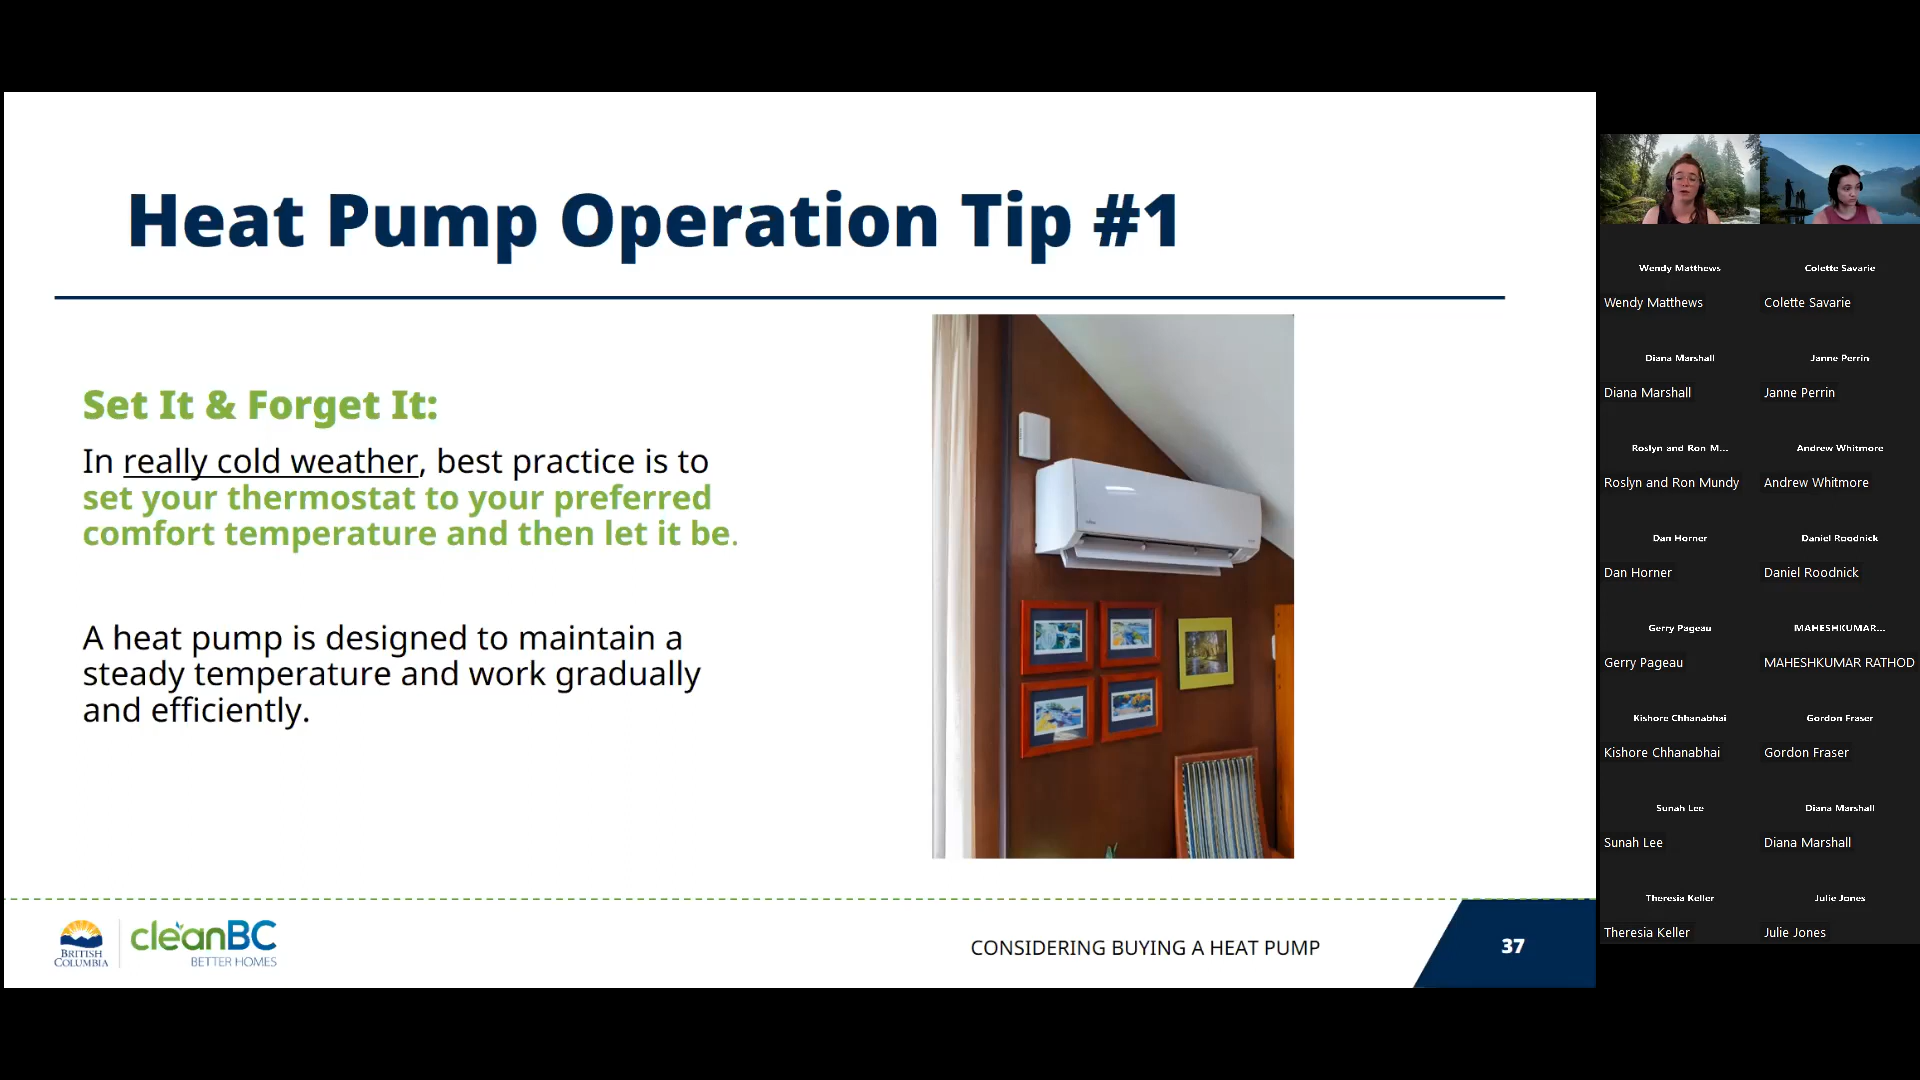 Heat Pump Operation Tip #1
Set It & Forget It:
In really cold weather, best practice is to
set your thermostat to your preferred
comfort temperature and then let it be.
A heat pump is designed to maintain a
steady temperature and work gradually
and efficiently.
BRITISH
COLUMBIA
cleanBC
BETTER HOMES
CONSIDERING BUYING A HEAT PUMP
37
Wendy Matthews
Wendy Matthews
Colette Savarie
Colette Savarie
Diana Marshall
Diana Marshall
Janne Perrin
Janne Perrin
Roslyn and Ron M...
Roslyn and Ron Mundy
Andrew Whitmore
Andrew Whitmore
Dan Horner
Dan Horner
Daniel Roodnick
Daniel Roodnick
Gerry Pageau
Gerry Pageau
MAHESHKUMAR...
MAHESHKUMAR RATHOD
Kishore Chhanabhai
Kishore Chhanabhai
Gordon Fraser
Gordon Fraser
Sunah Lee
Sunah Lee
Diana Marshall
Diana Marshall
Theresia Keller
Theresia Keller
Julie Jones
Julie Jones